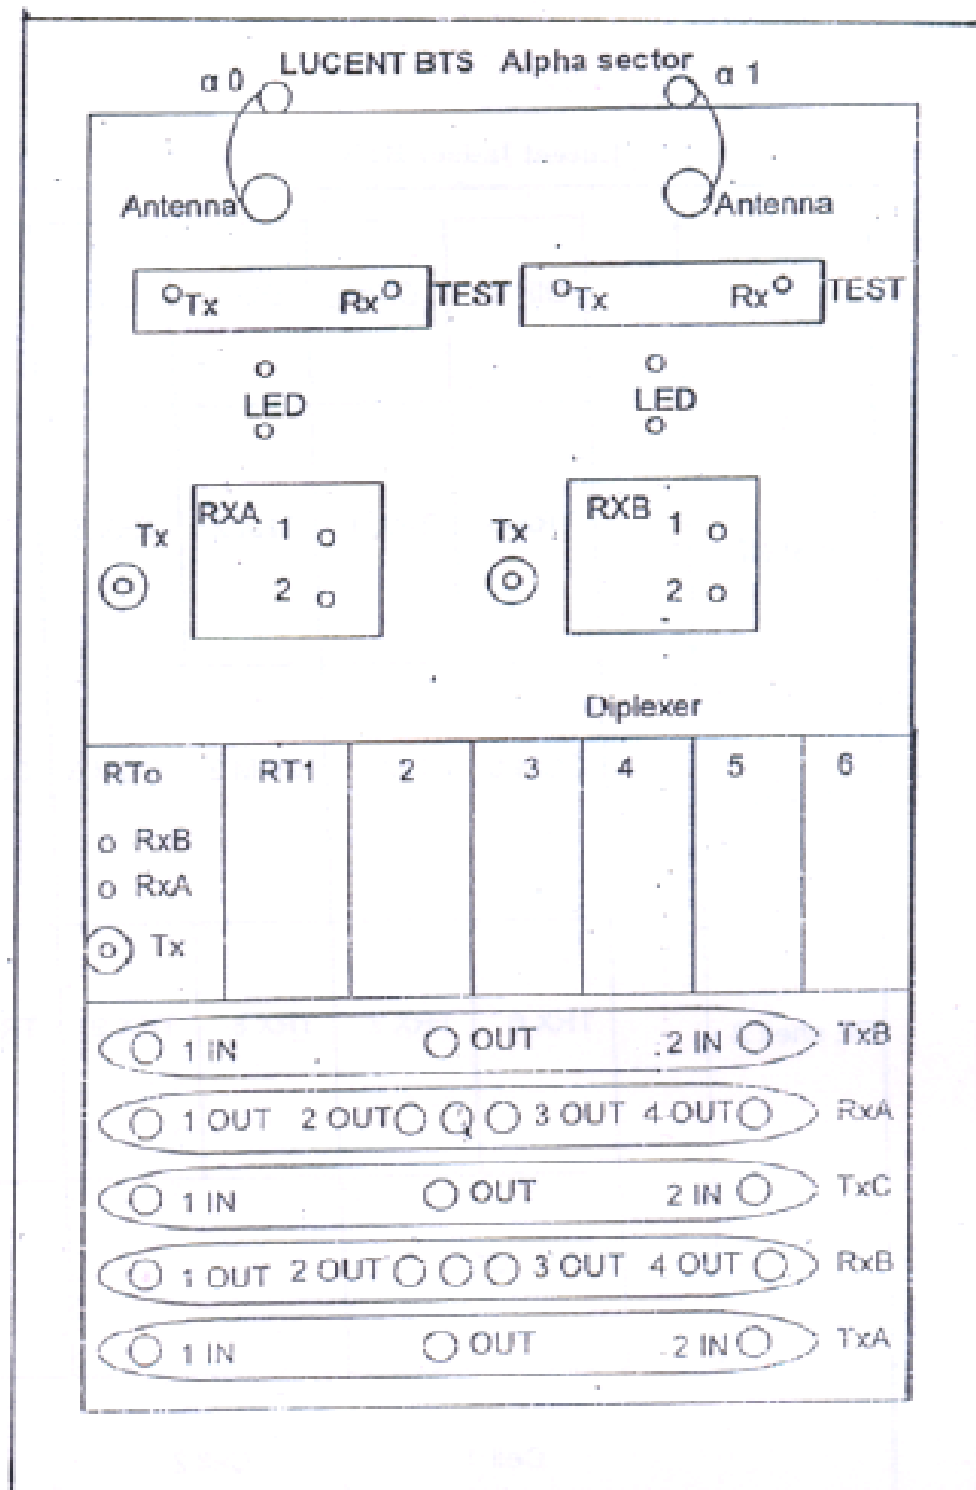 LUCENT BTS Alpha sector
α 0 α 1
Antenna Antenna
Tx Rx TEST Tx Rx TEST
LED LED
Tx RXA 1 Tx RXB 1
2 2
Diplexer
RTo RT1 2 3 4 5 6
RxB
RxA
Tx
1 IN OUT 2 IN TxB
1 OUT 2 OUT 3 OUT 4 OUT RxA
1 IN OUT 2 IN TxC
1 OUT 2 OUT 3 OUT 4 OUT RxB
1 IN OUT 2 IN TxA